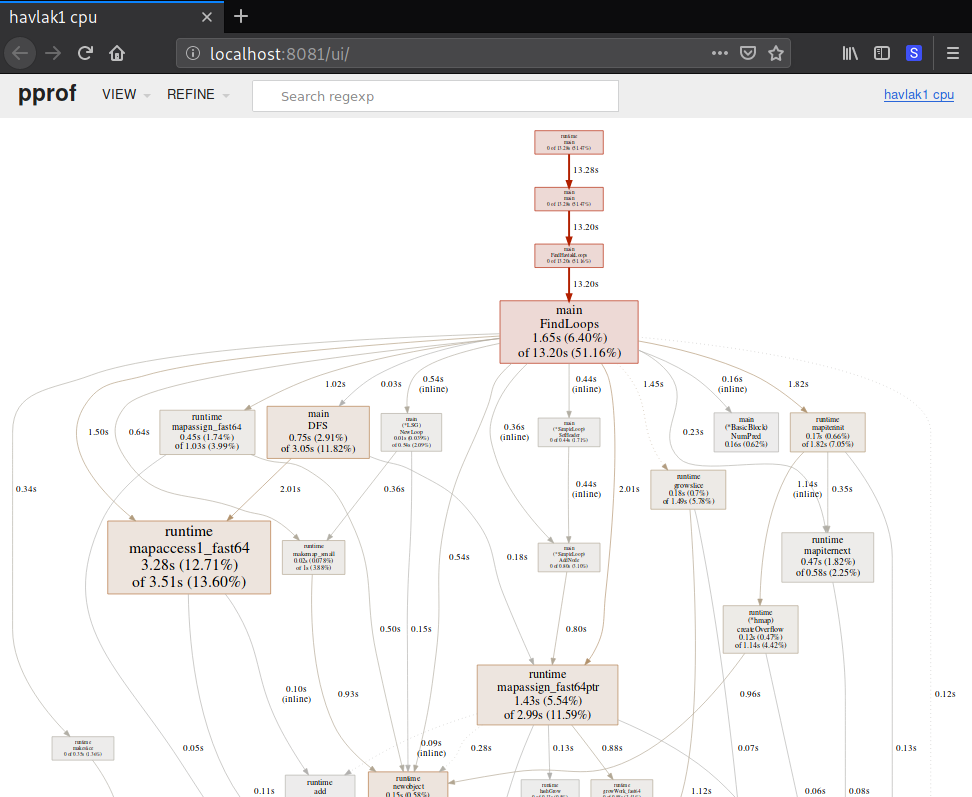 havlak1 cpu
localhost:8081/ui/
S
pprof
VIEW
REFINE
Search regexp
havlak1 cpu
runtime
main
0 of 13.28s (51.47%)
13.28s
main
main
0 of 13.28s (51.47%)
13.20s
main
FindHavlakLoops
0 of 13.20s (51.16%)
13.20s
main
FindLoops
1.65s (6.40%)
of 13.20s (51.16%)
1.02s
0.03s
0.54s
(inline)
0.44s
(inline)
1.45s
0.16s
(inline)
1.82s
runtime
mapassign_fast64
0.45s (1.74%)
of 1.03s (3.99%)
main
DFS
0.75s (2.91%)
of 3.05s (11.82%)
main
(*LSG)
NewLoop
0.01s (0.039%)
of 0.54s (2.09%)
main
(*SimpleLoop)
SetHeader
main
(*BasicBlock)
NumPred
0.16s (0.62%)
runtime
mapiterinit
0.17s (0.66%)
of 1.82s (7.05%)
1.50s
0.64s
0.36s
(inline)
0.23s
0.34s
2.01s
0.36s
0.44s
(inline)
2.01s
runtime
growslice
0.18s (0.7%)
of 1.49s (5.78%)
1.14s
(inline)
0.35s
runtime
mapaccess1_fast64
3.28s (12.71%)
of 3.51s (13.60%)
runtime
makemap_small
0.02s (0.078%)
of 1s (3.88%)
0.54s
0.18s
main
(*SimpleLoop)
AddNode
0 of 0.80s (3.10%)
runtime
mapiternext
0.47s (1.82%)
of 0.58s (2.25%)
0.50s
0.15s
0.80s
runtime
(*hmap)
createOverflow
0.12s (0.47%)
of 1.14s (4.42%)
runtime
mapassign_fast64ptr
1.43s (5.54%)
of 2.99s (11.59%)
0.10s
(inline)
0.93s
0.96s
0.12s
runtime
makeslice
0.05s
0.09s
(inline)
0.28s
0.13s
0.88s
0.07s
0.13s
0.11s
runtime
add
runtime
newobject
0.15s (0.58%)
runtime
hashGrow
runtime
growWork_fast64
1.12s
0.06s
0.08s